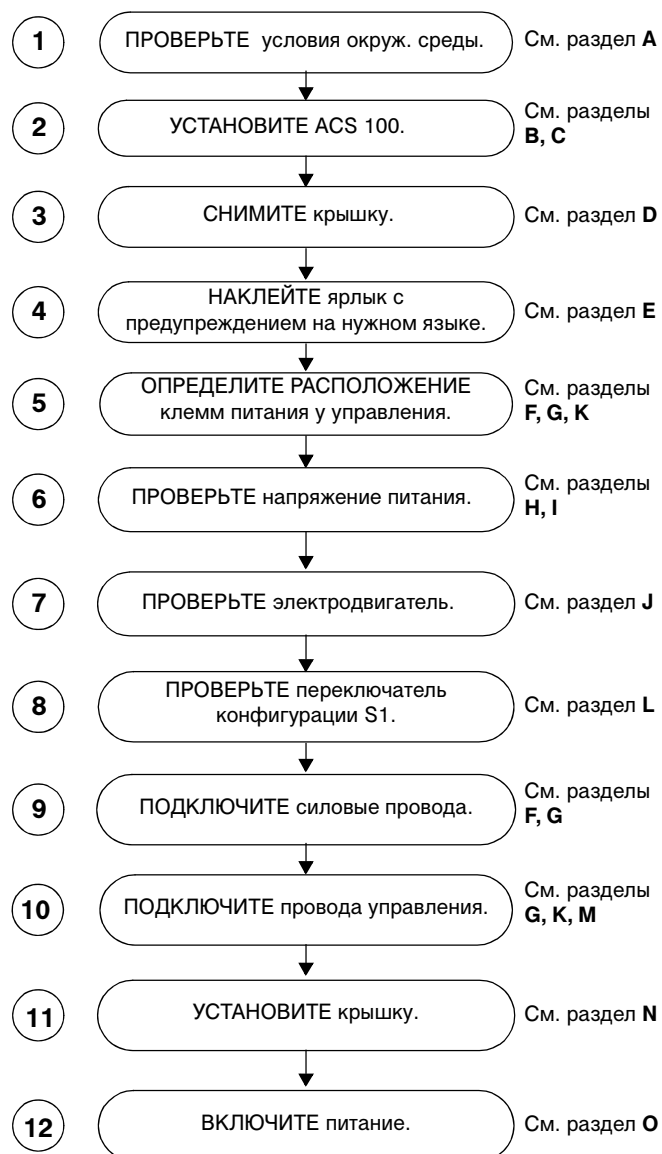 1
ПРОВЕРЬТЕ условия окруж. среды.
См. раздел A
2
УСТАНОВИТЕ ACS 100.
См. разделы
B, C
3
СНИМИТЕ крышку.
См. раздел D
4
НАКЛЕЙТЕ ярлык с
предупреждением на нужном языке.
См. раздел E
5
ОПРЕДЕЛИТЕ РАСПОЛОЖЕНИЕ
клемм питания у управления.
См. разделы
F, G, K
6
ПРОВЕРЬТЕ напряжение питания.
См. разделы
H, I
7
ПРОВЕРЬТЕ электродвигатель.
См. раздел J
8
ПРОВЕРЬТЕ переключатель
конфигурации S1.
См. раздел L
9
ПОДКЛЮЧИТЕ силовые провода.
См. разделы
F, G
10
ПОДКЛЮЧИТЕ провода управления.
См. разделы
G, K, M
11
УСТАНОВИТЕ крышку.
См. раздел N
12
ВКЛЮЧИТЕ питание.
См. раздел O